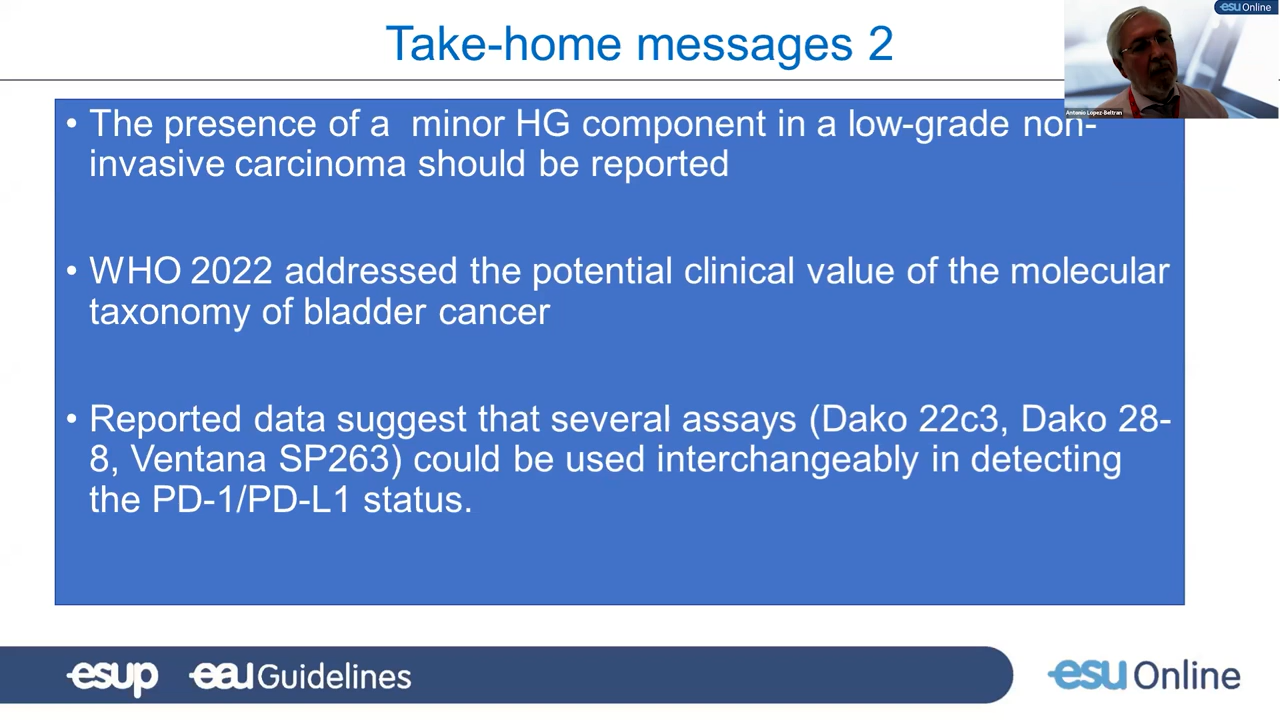 Take-home messages 2
esu Online
Antonio López-Beltran
• The presence of a  minor HG component in a low-grade non-
invasive carcinoma should be reported
• WHO 2022 addressed the potential clinical value of the molecular
taxonomy of bladder cancer
• Reported data suggest that several assays (Dako 22c3, Dako 28-
8, Ventana SP263) could be used interchangeably in detecting
the PD-1/PD-L1 status.
esup eau Guidelines esu Online